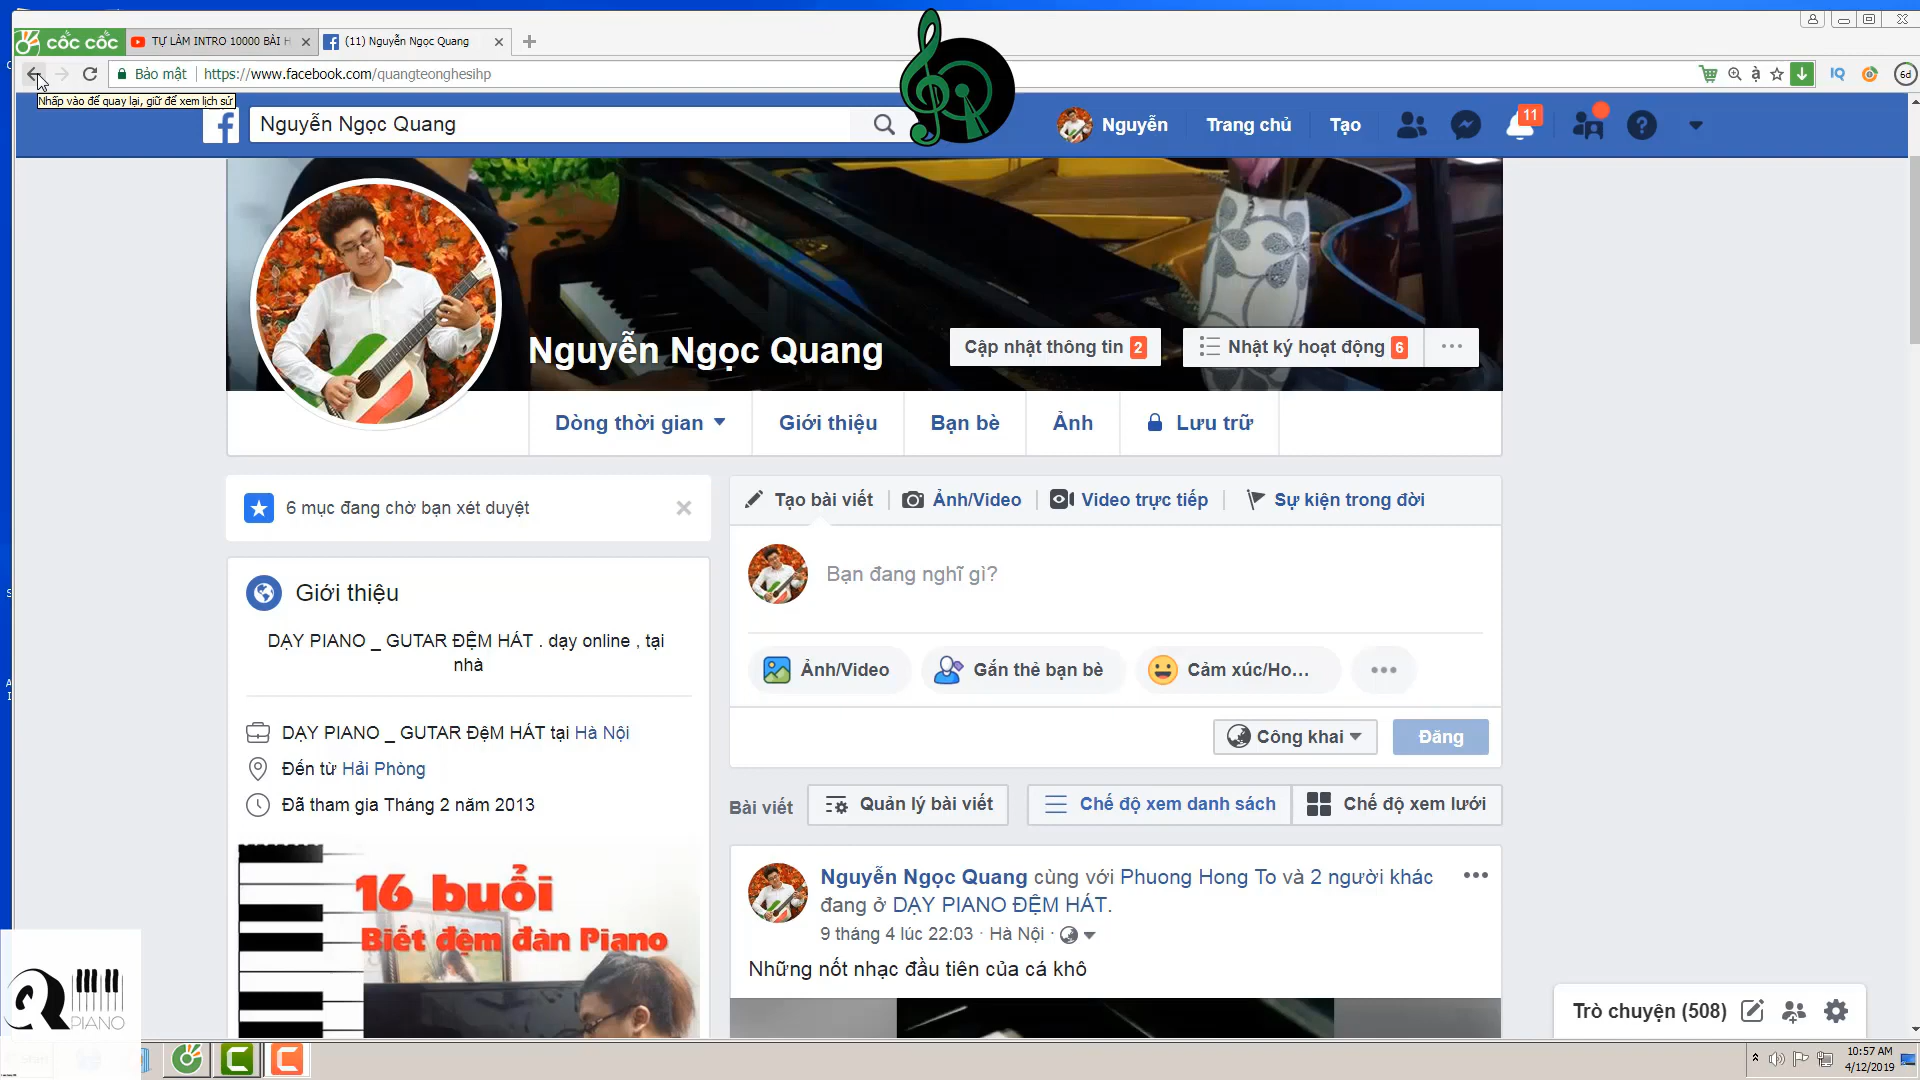 CỐC CỐC
TỰ LÀM INTRO 10000 BÀI H
(11) Nguyễn Ngọc Quang
Bảo mật
https://www.facebook.com/quangteonghesihp
6d
Nhấp vào để quay lại, giữ để xem lịch sử
Nguyễn Ngọc Quang
Nguyễn
Trang chủ
Tạo
11
Nguyễn Ngọc Quang
Cập nhật thông tin 2
Nhật ký hoạt động 6
Dòng thời gian
Giới thiệu
Bạn bè
Ảnh
Lưu trữ
6 mục đang chờ bạn xét duyệt
Tạo bài viết
Ảnh/Video
Video trực tiếp
Sự kiện trong đời
Bạn đang nghĩ gì?
Giới thiệu
DẠY PIANO _ GUTAR ĐỆM HÁT . dạy online , tại
nhà
Ảnh/Video
Gắn thẻ bạn bè
Cảm xúc/Ho...
DẠY PIANO _ GUTAR ĐệM HÁT tại Hà Nội
Đến từ Hải Phòng
Đã tham gia Tháng 2 năm 2013
Công khai
Đăng
Bài viết
Quản lý bài viết
Chế độ xem danh sách
Chế độ xem lưới
16 buổi
Biết đệm đàn Piano
Nguyễn Ngọc Quang cùng với Phuong Hong To và 2 người khác
đang ở DẠY PIANO ĐỆM HÁT.
9 tháng 4 lúc 22:03 · Hà Nội ·
Những nốt nhạc đầu tiên của cá khô
Q PIANO
Trò chuyện (508)
10:57 AM
4/12/2019